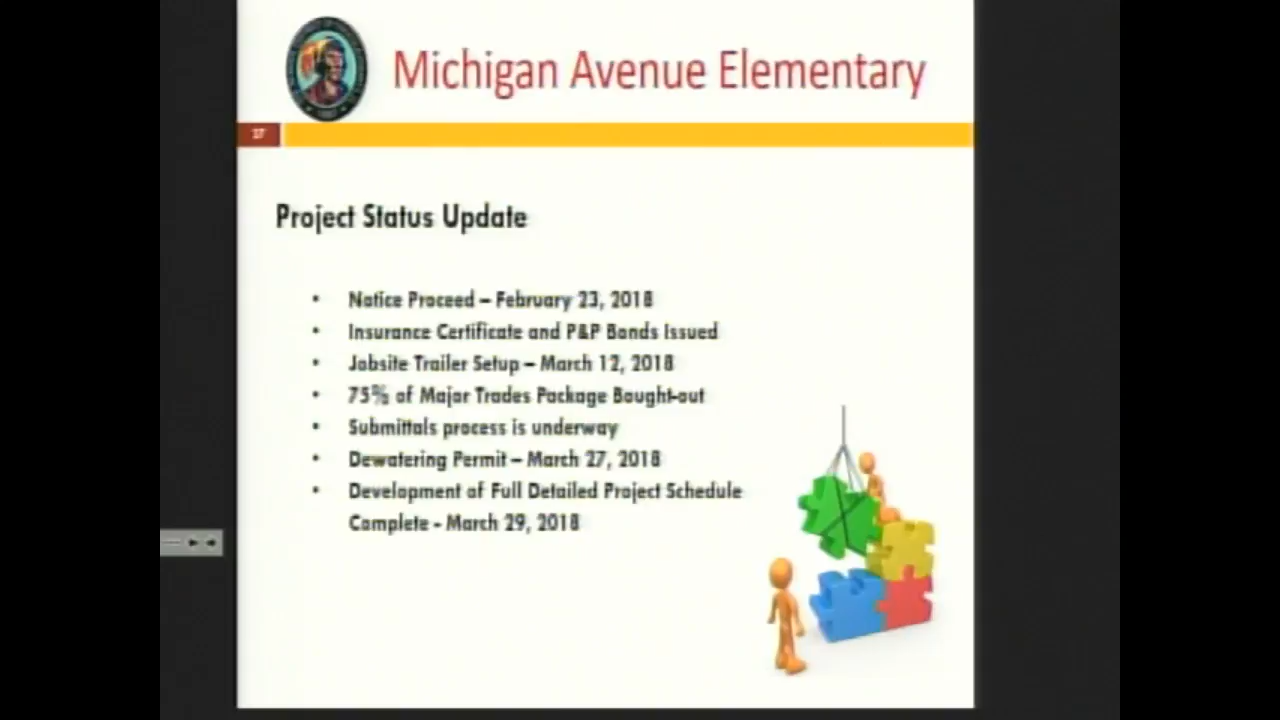 Michigan Avenue Elementary
Project Status Update
• Notice Proceed – February 23, 2018
• Insurance Certificate and P&P Bonds Issued
• Jobsite Trailer Setup – March 12, 2018
• 75% of Major Trades Package Bought-out
• Submittals process is underway
• Dewatering Permit – March 27, 2018
• Development of Full Detailed Project Schedule
Complete - March 29, 2018